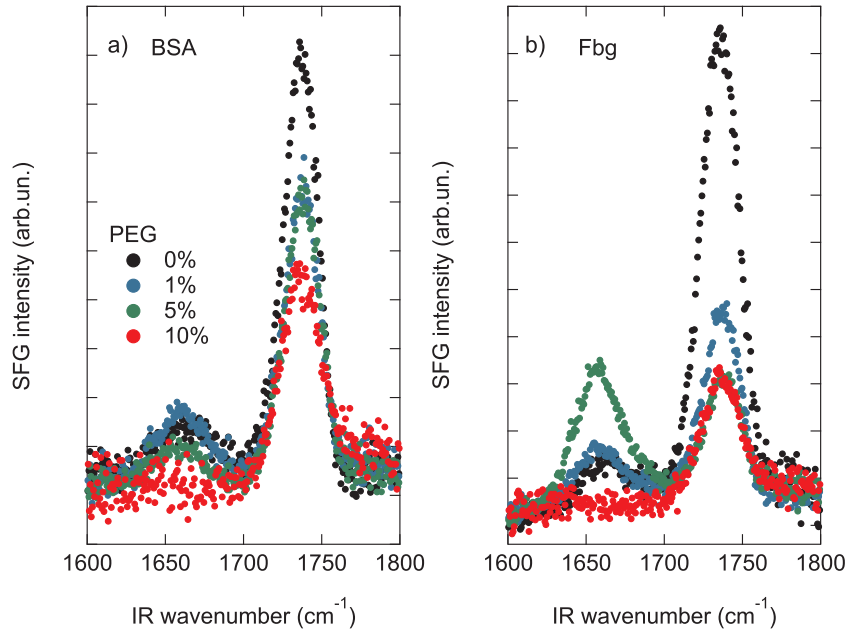 a) BSA
PEG
0%
1%
5%
10%
SFG intensity (arb.un.)
1600 1650 1700 1750 1800
IR wavenumber (cm⁻¹)
b) Fbg
SFG intensity (arb.un.)
1600 1650 1700 1750 1800
IR wavenumber (cm⁻¹)